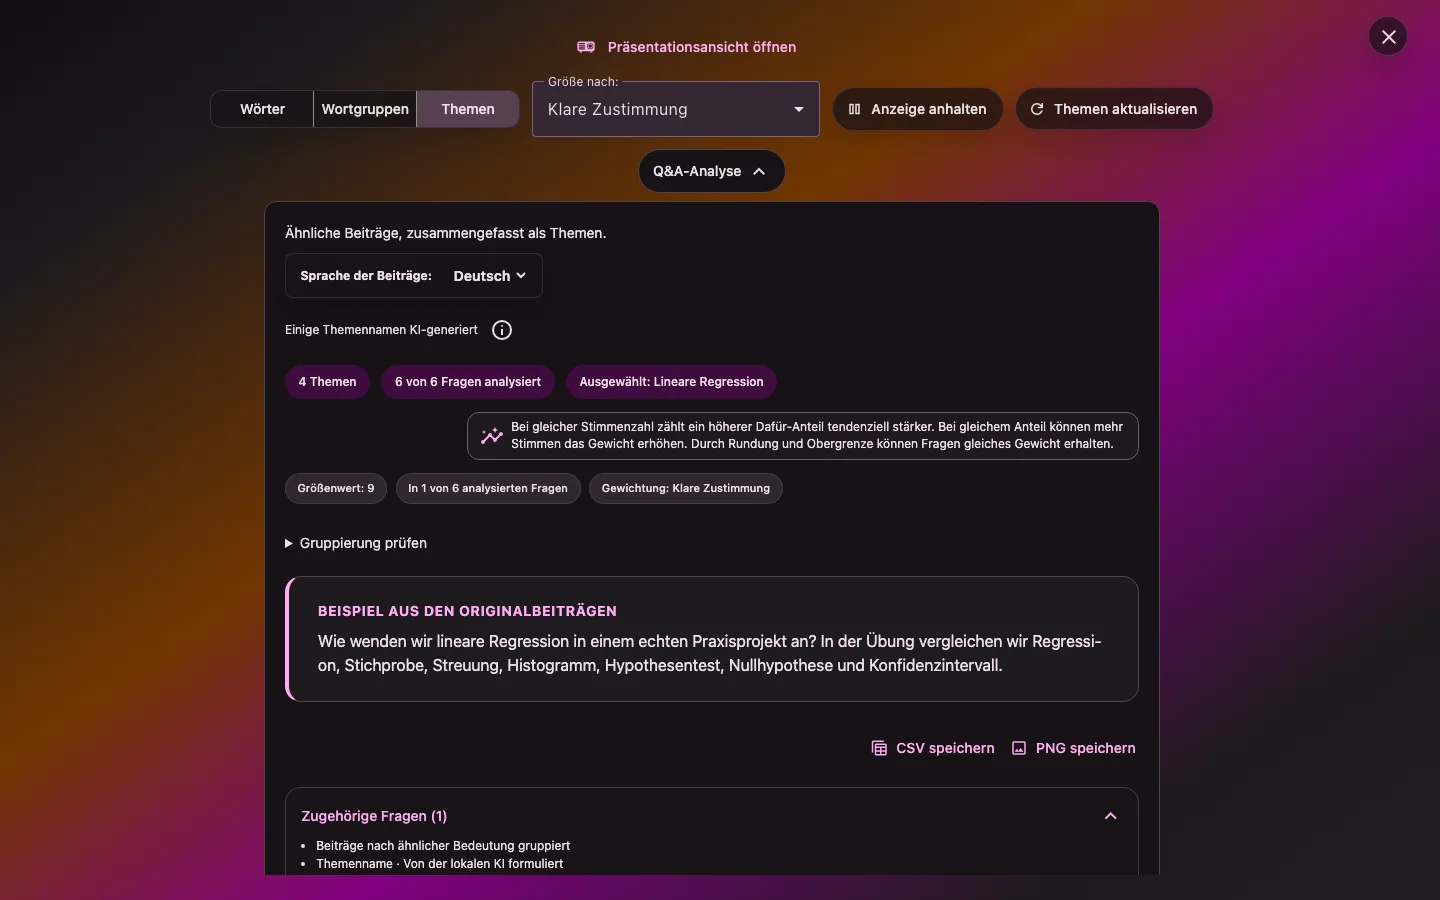 Präsentationsansicht öffnen
Wörter
Wortgruppen
Themen
Größe nach:
Klare Zustimmung
Anzeige anhalten
Themen aktualisieren
Q&A-Analyse
Ähnliche Beiträge, zusammengefasst als Themen.
Sprache der Beiträge: Deutsch
Einige Themennamen KI-generiert
4 Themen
6 von 6 Fragen analysiert
Ausgewählt: Lineare Regression
Bei gleicher Stimmenzahl zählt ein höherer Dafür-Anteil tendenziell stärker. Bei gleichem Anteil können mehr
Stimmen das Gewicht erhöhen. Durch Rundung und Obergrenze können Fragen gleiches Gewicht erhalten.
Größenwert: 9
In 1 von 6 analysierten Fragen
Gewichtung: Klare Zustimmung
Gruppierung prüfen
BEISPIEL AUS DEN ORIGINALBEITRÄGEN
Wie wenden wir lineare Regression in einem echten Praxisprojekt an? In der Übung vergleichen wir Regressi-
on, Stichprobe, Streuung, Histogramm, Hypothesentest, Nullhypothese und Konfidenzintervall.
CSV speichern
PNG speichern
Zugehörige Fragen (1)
• Beiträge nach ähnlicher Bedeutung gruppiert
• Themenname · Von der lokalen KI formuliert